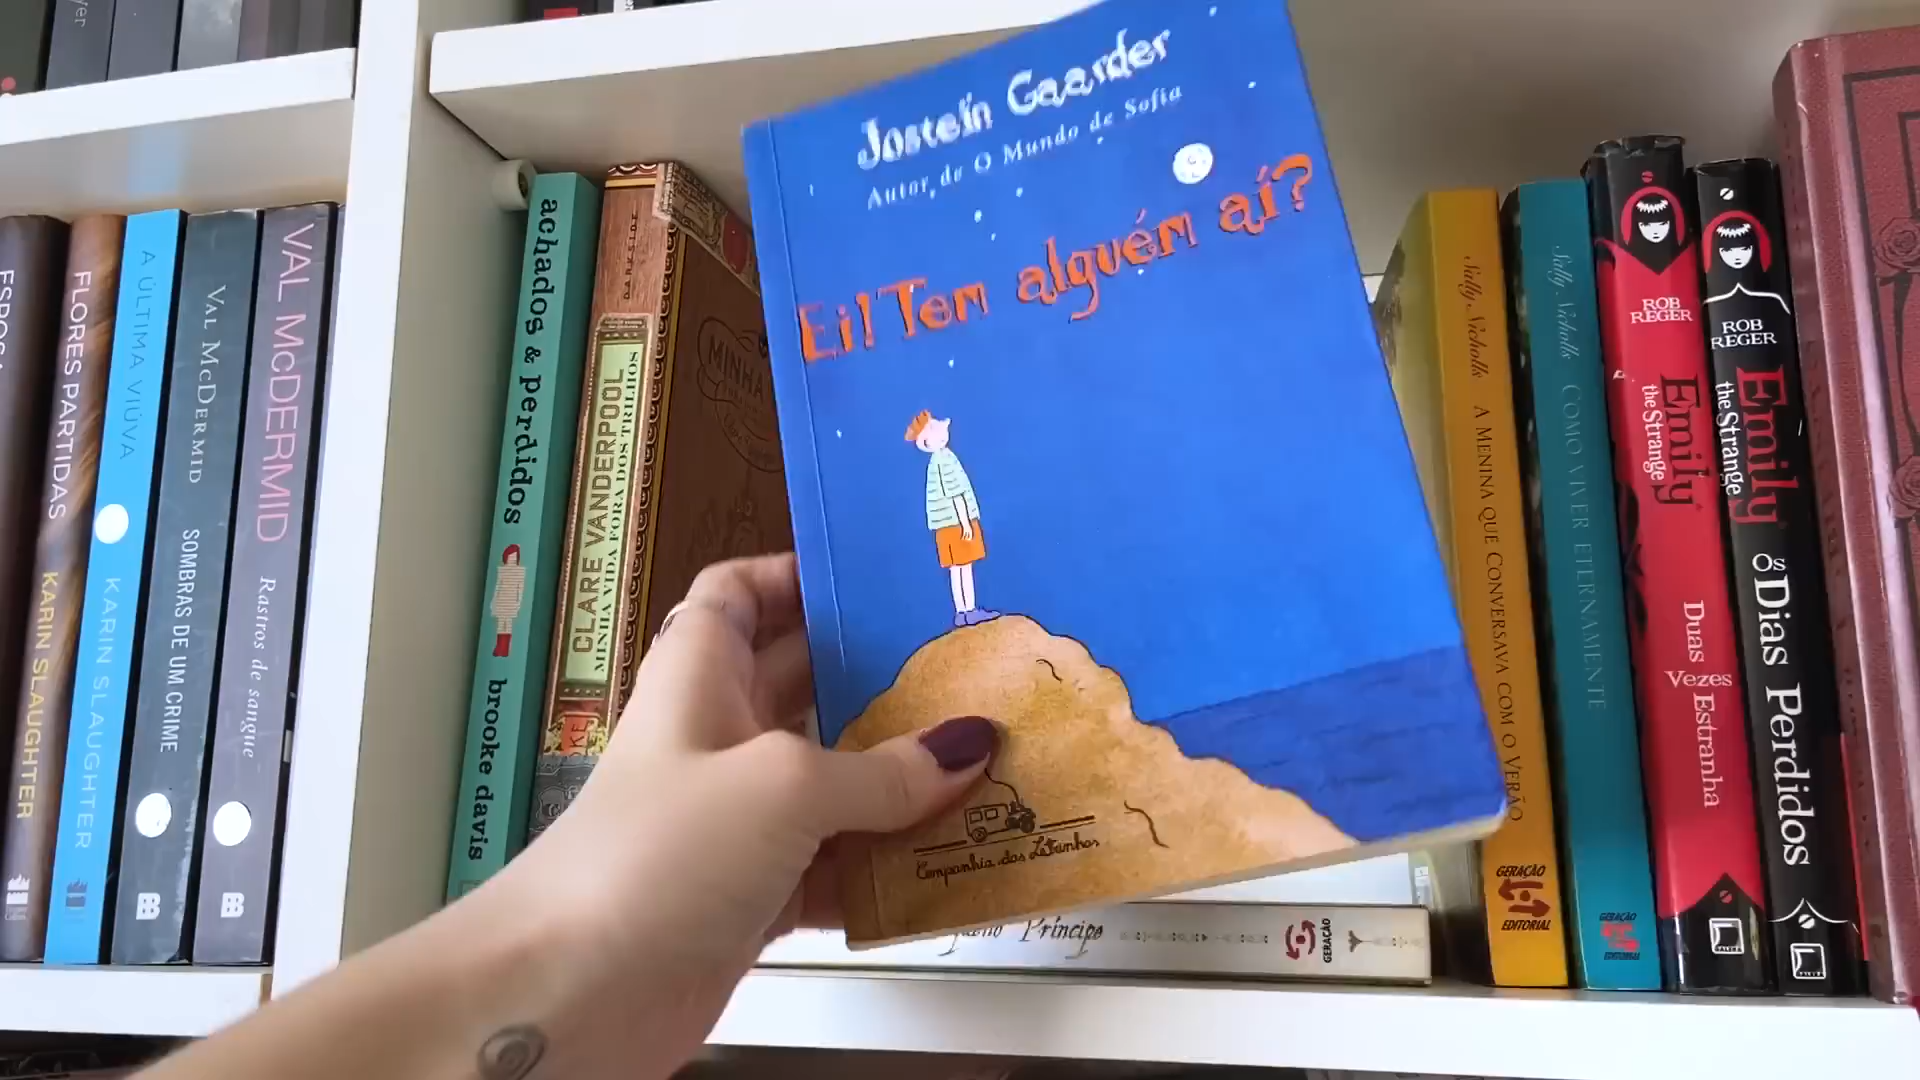 FLORES PARTIDAS KARIN SLAUGHTER
A ÚLTIMA VIÚVA KARIN SLAUGHTER
VAL McDERMID SOMBRAS DE UM CRIME
B
VAL McDERMID Rastros de sangue
B
achados & perdidos brooke davis
DARKSIDE
CLARE VANDERPOOL
MINHA VIDA FORA DOS TRILHOS
MINHA
Jostein Gaarder
Autor de O Mundo de Sofia
Ei! Tem alguém aí?
Companhia das Letrinhas
Príncipe
GERAÇÃO
Sally Nicholls A MENINA QUE CONVERSAVA COM O VERÃO
GERAÇÃO
EDITORIAL
Sally Nicholls COMO VIVER ETERNAMENTE
GERAÇÃO
EDITORIAL
ROB
REGER
Emily
the Strange
Duas
Vezes
Estranha
ROB
REGER
Emily
the Strange
Os
Dias
Perdidos